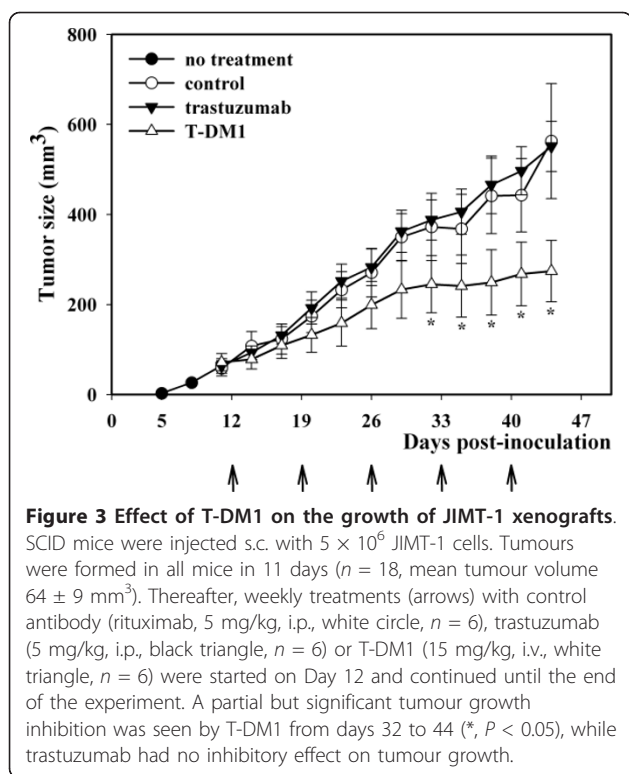 800
600
400
200
0
Tumor size (mm³)
no treatment
control
trastuzumab
T-DM1
* * * * *
0 5 12 19 26 33 40 47
Days post-inoculation
Figure 3 Effect of T-DM1 on the growth of JIMT-1 xenografts.
SCID mice were injected s.c. with 5 × 10⁶ JIMT-1 cells. Tumours
were formed in all mice in 11 days (n = 18, mean tumour volume
64 ± 9 mm³). Thereafter, weekly treatments (arrows) with control
antibody (rituximab, 5 mg/kg, i.p., white circle, n = 6), trastuzumab
(5 mg/kg, i.p., black triangle, n = 6) or T-DM1 (15 mg/kg, i.v., white
triangle, n = 6) were started on Day 12 and continued until the end
of the experiment. A partial but significant tumour growth
inhibition was seen by T-DM1 from days 32 to 44 (*, P < 0.05), while
trastuzumab had no inhibitory effect on tumour growth.